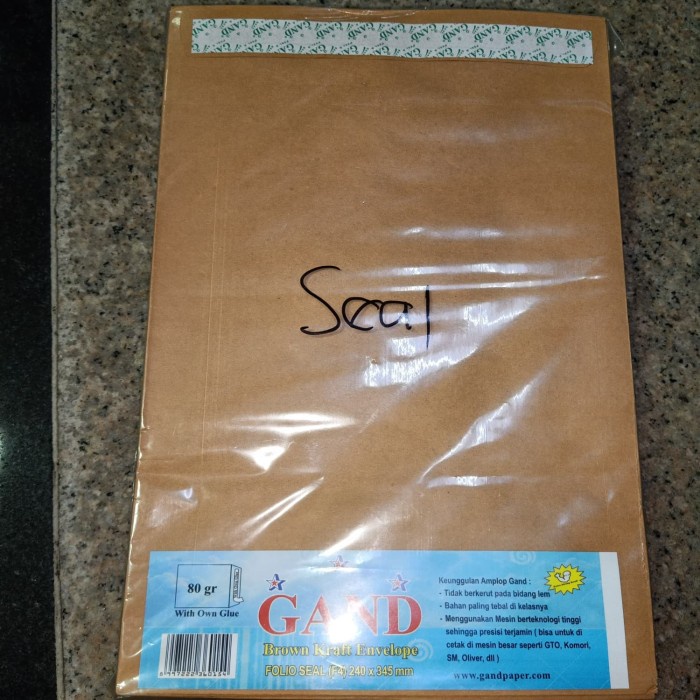 Seal
80 gr
With Own Glue
GAND
Brown Kraft Envelope
FOLIO SEAL (F4) 240 x 345 mm
Keunggulan Amplop Gand :
- Tidak berkerut pada bidang lem
- Bahan paling tebal di kelasnya
- Menggunakan Mesin berteknologi tinggi
sehingga presisi terjamin ( bisa untuk di
cetak di mesin besar seperti GTO, Komori,
SM, Oliver, dll )
www.gandpaper.com